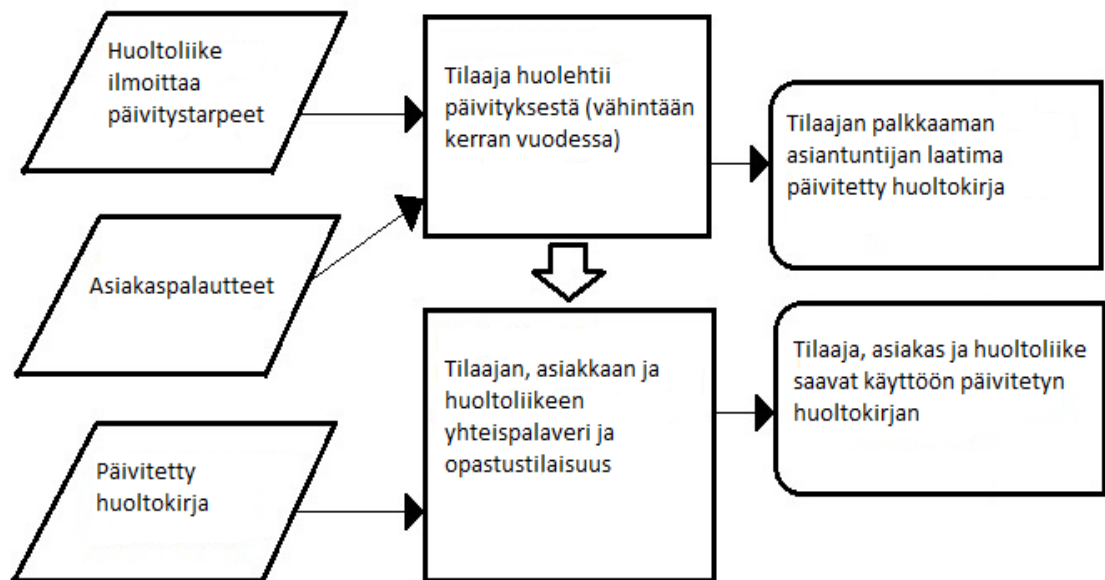 Huoltoliike
ilmoittaa
päivitystarpeet
Tilaaja huolehtii
päivityksestä (vähintään
kerran vuodessa)
Tilaajan palkkaaman
asiantuntijan laatima
päivitetty huoltokirja
Asiakaspalautteet
Tilaajan, asiakkaan ja
huoltoliikeen
yhteispalaveri ja
opastustilaisuus
Tilaaja, asiakas ja huoltoliike
saavat käyttöön päivitetyn
huoltokirjan
Päivitetty
huoltokirja